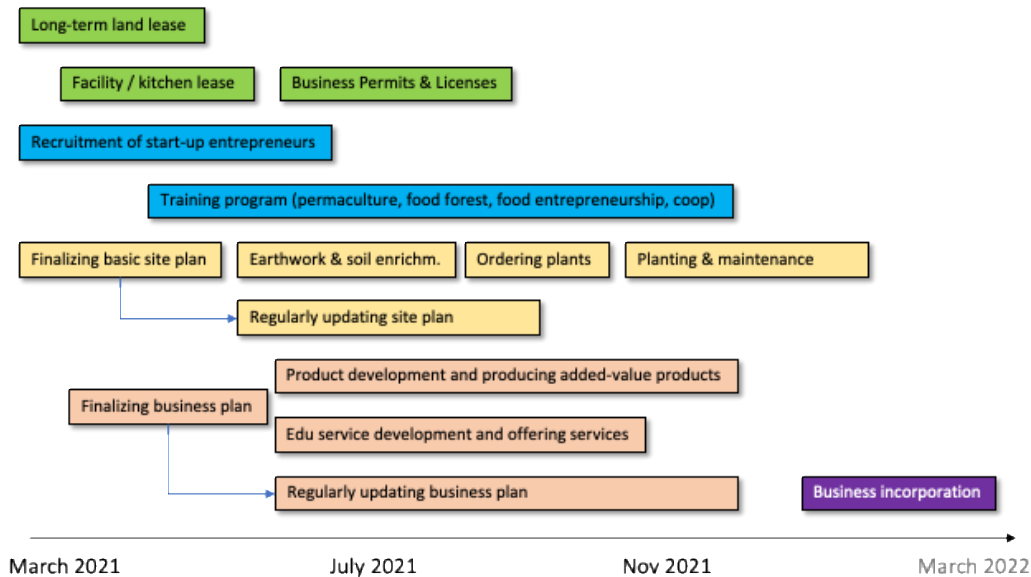 Long-term land lease
Facility / kitchen lease
Business Permits & Licenses
Recruitment of start-up entrepreneurs
Training program (permaculture, food forest, food entrepreneurship, coop)
Finalizing basic site plan
Earthwork & soil enrichm.
Ordering plants
Planting & maintenance
Regularly updating site plan
Product development and producing added-value products
Finalizing business plan
Edu service development and offering services
Regularly updating business plan
Business incorporation
March 2021
July 2021
Nov 2021
March 2022